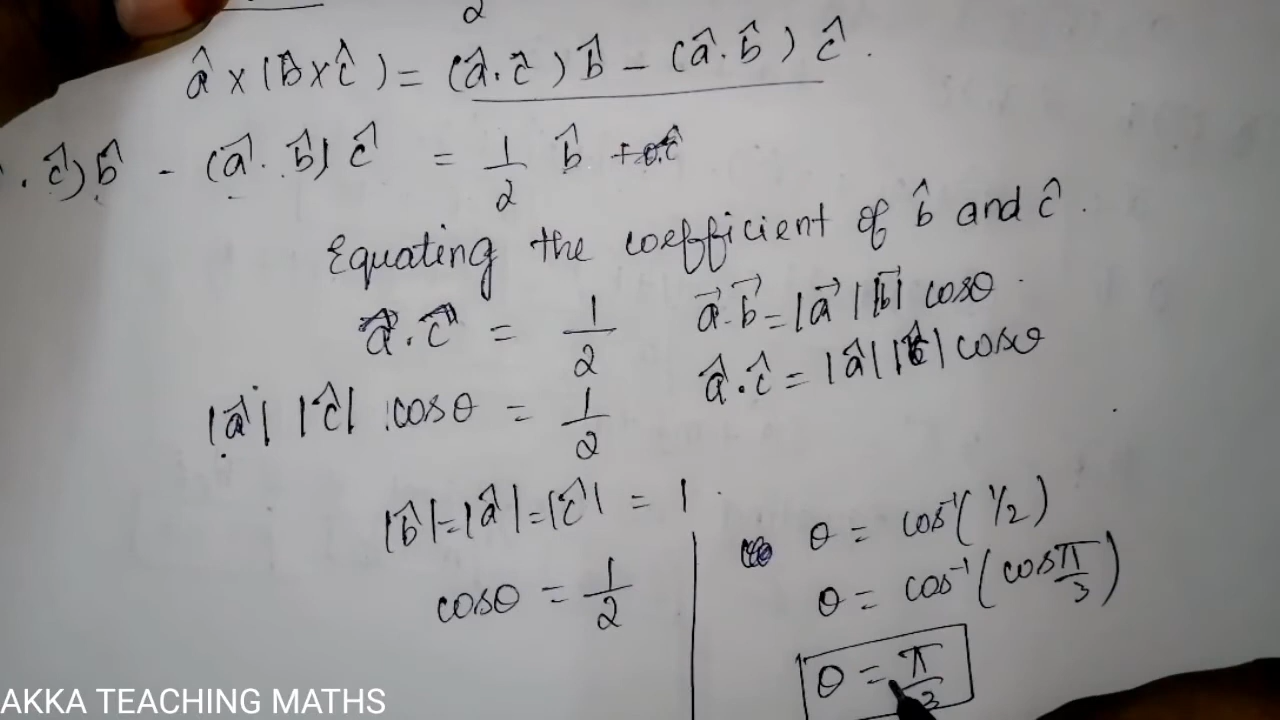 2
â × (b̂ × ĉ) = (â.ĉ) b̂ − (â.b̂) ĉ.
.c⃗)b⃗ − (a⃗.b⃗) c⃗ = 1/2 b⃗ + 0.ĉ
Equating the coefficient of b̂ and ĉ.
a⃗.c⃗ = 1/2
a⃗.b⃗ = |a⃗| |b⃗| cosθ
|a⃗| |c⃗| cosθ = 1/2
â.ĉ = |â| |ĉ| cosθ
|b̂| = |â| = |ĉ| = 1
cosθ = 1/2
θ = cos⁻¹(1/2)
θ = cos⁻¹(cos π/3)
θ = π/3
AKKA TEACHING MATHS